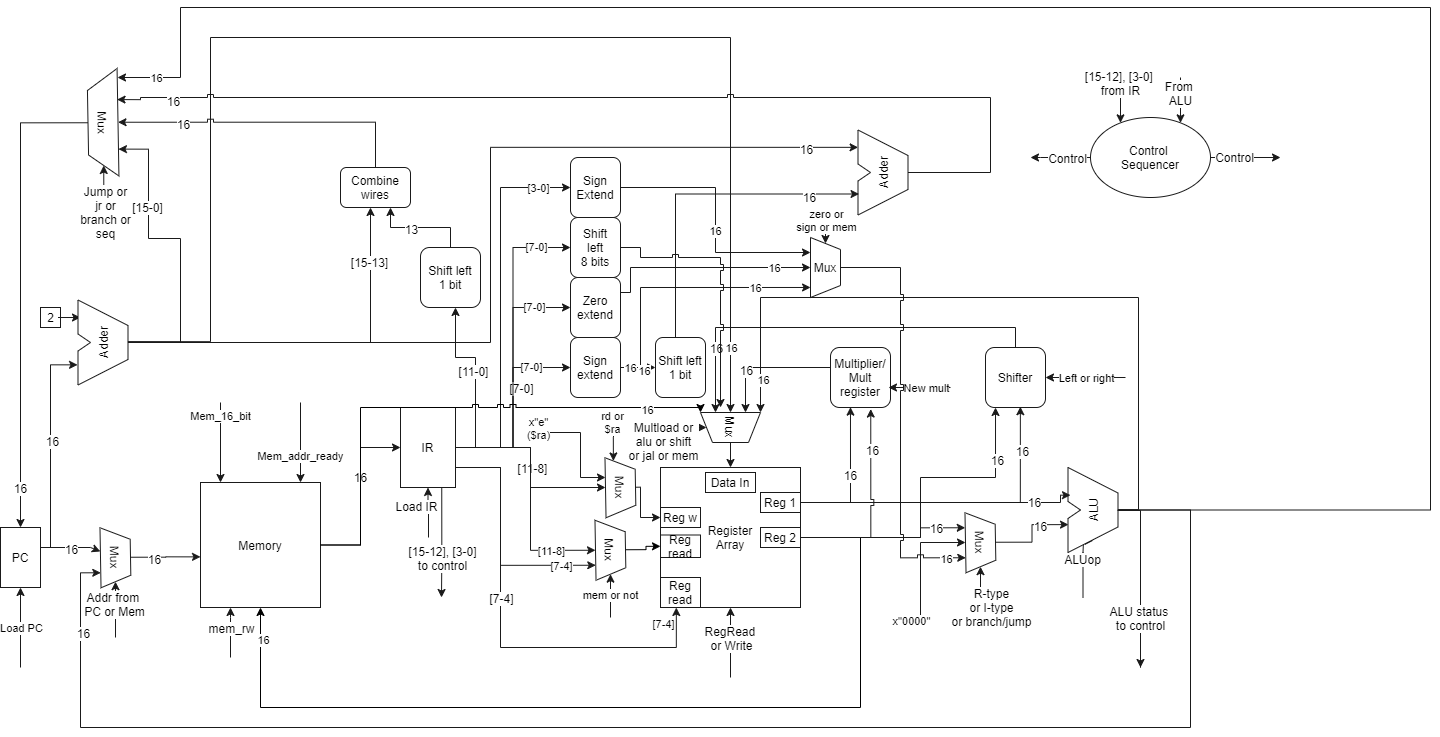 16
16
16
Mux
Jump or
jr or
branch or
seq
[15-0]
Combine
wires
13
[15-13]
Shift left
1 bit
[11-0]
[3-0]
Sign
Extend
[7-0]
Shift
left
8 bits
[7-0]
Zero
extend
[7-0]
Sign
extend
[7-0]
16
16
Shift left
1 bit
16
16
Adder
zero or
sign or mem
Mux
16
16
16
[15-12], [3-0]
from IR
From
ALU
Control
Sequencer
Control
Control
2
Adder
16
16
16
16
16
16
Multiplier/
Mult
register
New mult
Shifter
Left or right
Mem_16_bit
Mem_addr_ready
16
IR
Load IR
[15-12], [3-0]
to control
x"e"
($ra)
rd or
$ra
Multload or
alu or shift
or jal or mem
Mux
[11-8]
Mux
[11-8]
[7-4]
Mux
mem or not
[7-4]
[7-4]
Data In
Reg w
Reg
read
Reg
read
Register
Array
Reg 1
Reg 2
RegRead
or Write
16
16
16
16
16
16
16
16
Mux
x"0000"
R-type
or I-type
or branch/jump
ALU
ALUop
ALU status
to control
PC
Load PC
16
16
Mux
Addr from
PC or Mem
16
Memory
mem_rw
16